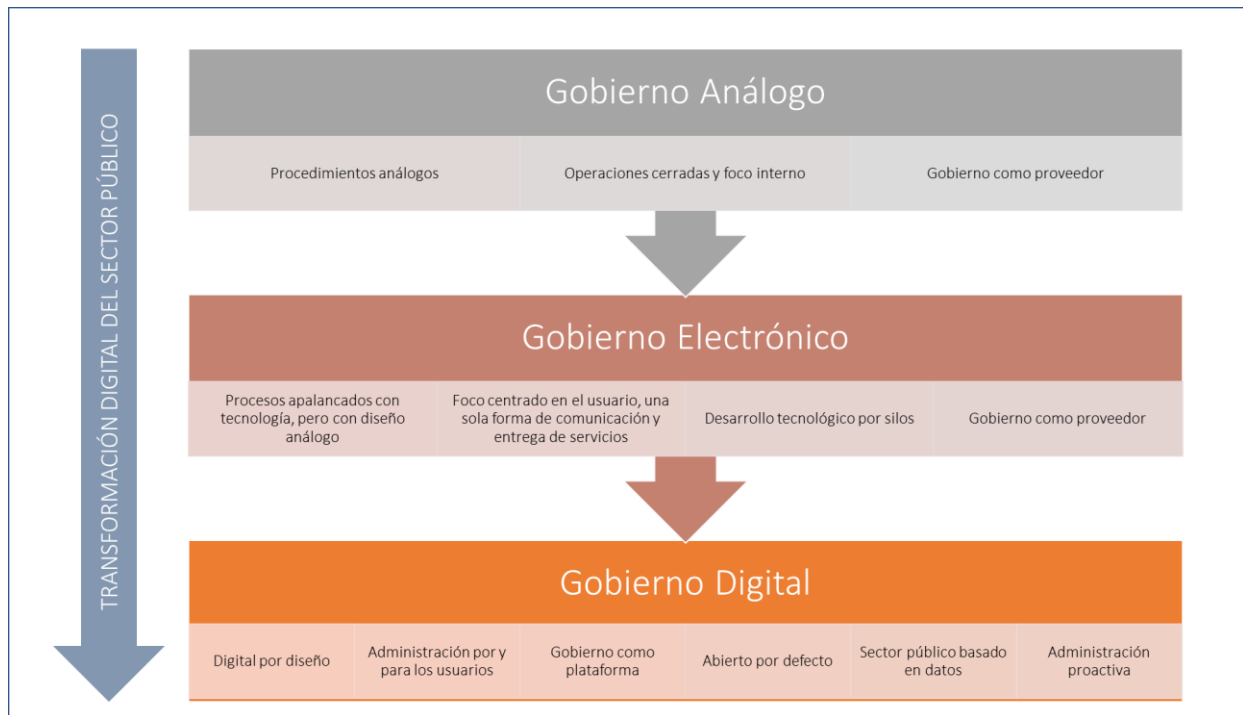 TRANSFORMACIÓN DIGITAL DEL SECTOR PÚBLICO
Gobierno Análogo
Procedimientos análogos
Operaciones cerradas y foco interno
Gobierno como proveedor
Gobierno Electrónico
Procesos apalancados con
tecnología, pero con diseño
análogo
Foco centrado en el usuario, una
sola forma de comunicación y
entrega de servicios
Desarrollo tecnológico por silos
Gobierno como proveedor
Gobierno Digital
Digital por diseño
Administración por y
para los usuarios
Gobierno como
plataforma
Abierto por defecto
Sector público basado
en datos
Administración
proactiva